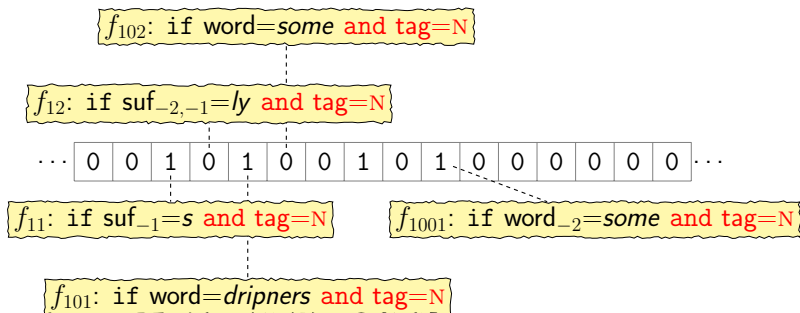 f₁₀₂: if word=some and tag=N
f₁₂: if suf₋₂,₋₁=ly and tag=N
··· 0 0 1 0 1 0 0 1 0 1 0 0 0 0 0 0 ···
f₁₁: if suf₋₁=s and tag=N
f₁₀₀₁: if word₋₂=some and tag=N
f₁₀₁: if word=dripners and tag=N